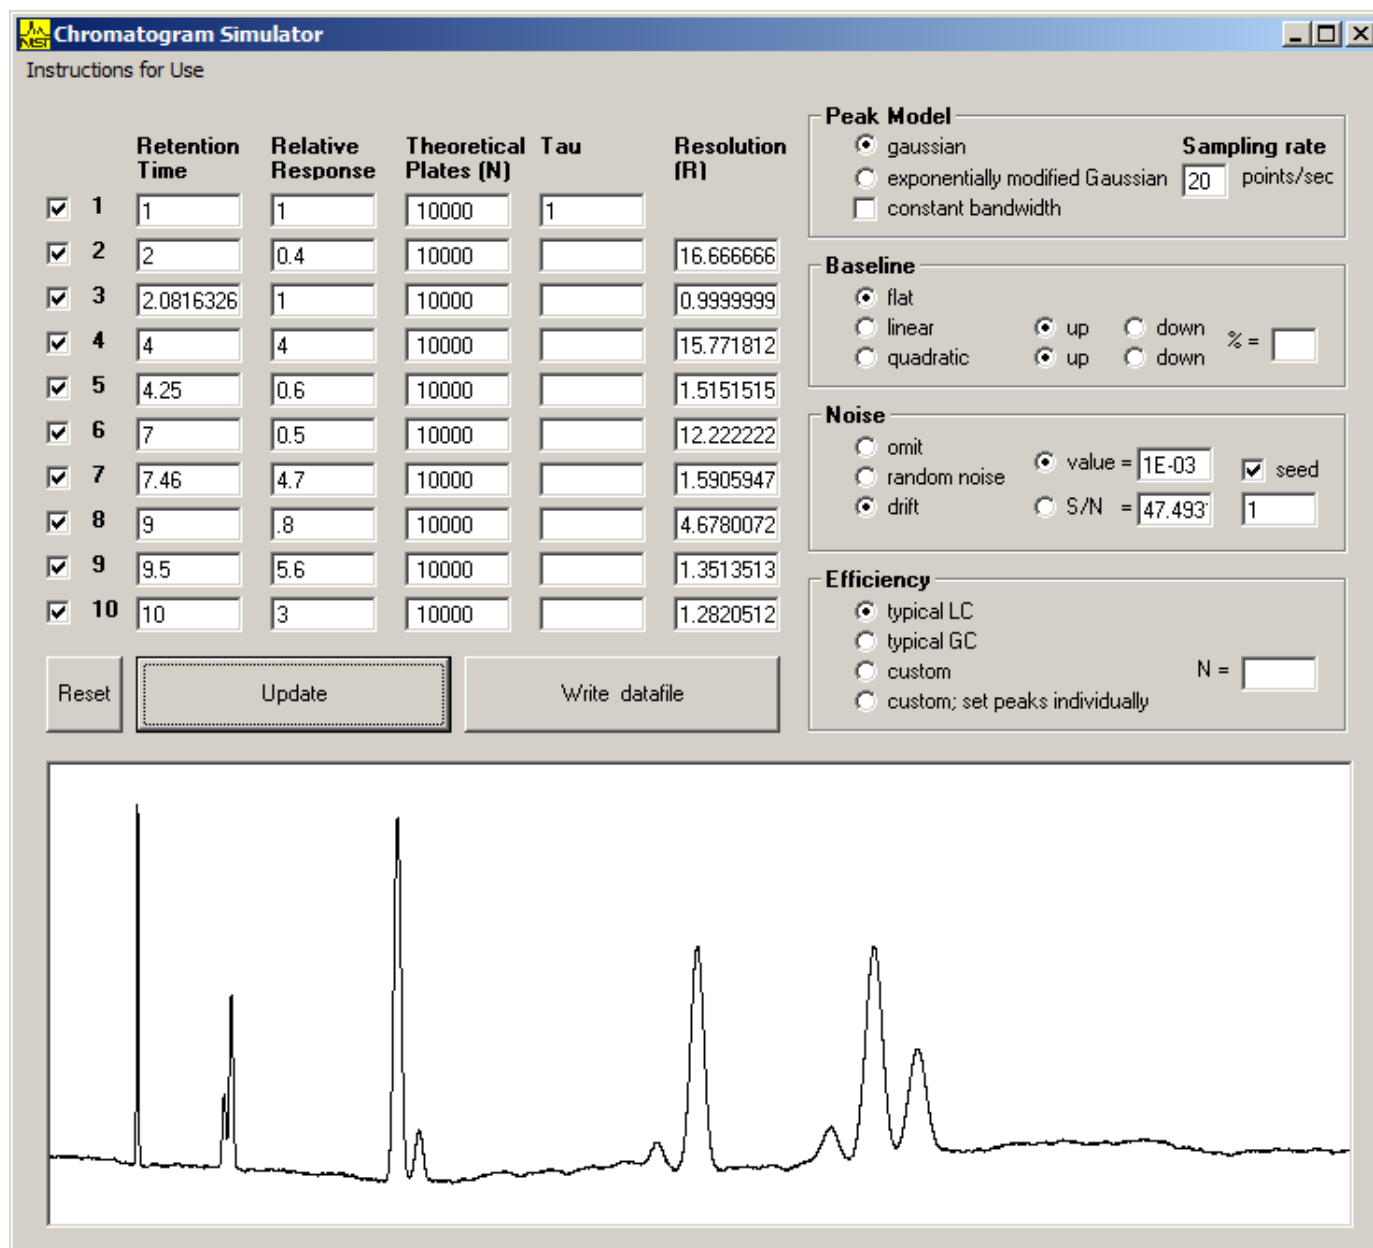 NIST
Chromatogram Simulator
Instructions for Use
Retention Time
Relative Response
Theoretical Plates (N)
Tau
Resolution (R)
1 1 1 10000 1
2 2 0.4 10000 16.666666
3 2.0816326 1 10000 0.9999999
4 4 4 10000 15.771812
5 4.25 0.6 10000 1.5151515
6 7 0.5 10000 12.222222
7 7.46 4.7 10000 1.5905947
8 9 .8 10000 4.6780072
9 9.5 5.6 10000 1.3513513
10 10 3 10000 1.2820512
Reset
Update
Write datafile
Peak Model
gaussian
exponentially modified Gaussian
constant bandwidth
Sampling rate
20 points/sec
Baseline
flat
linear up down
quadratic up down
% =
Noise
omit
random noise
drift
value = 1E-03
S/N = 47.493
seed
1
Efficiency
typical LC
typical GC
custom
custom; set peaks individually
N =